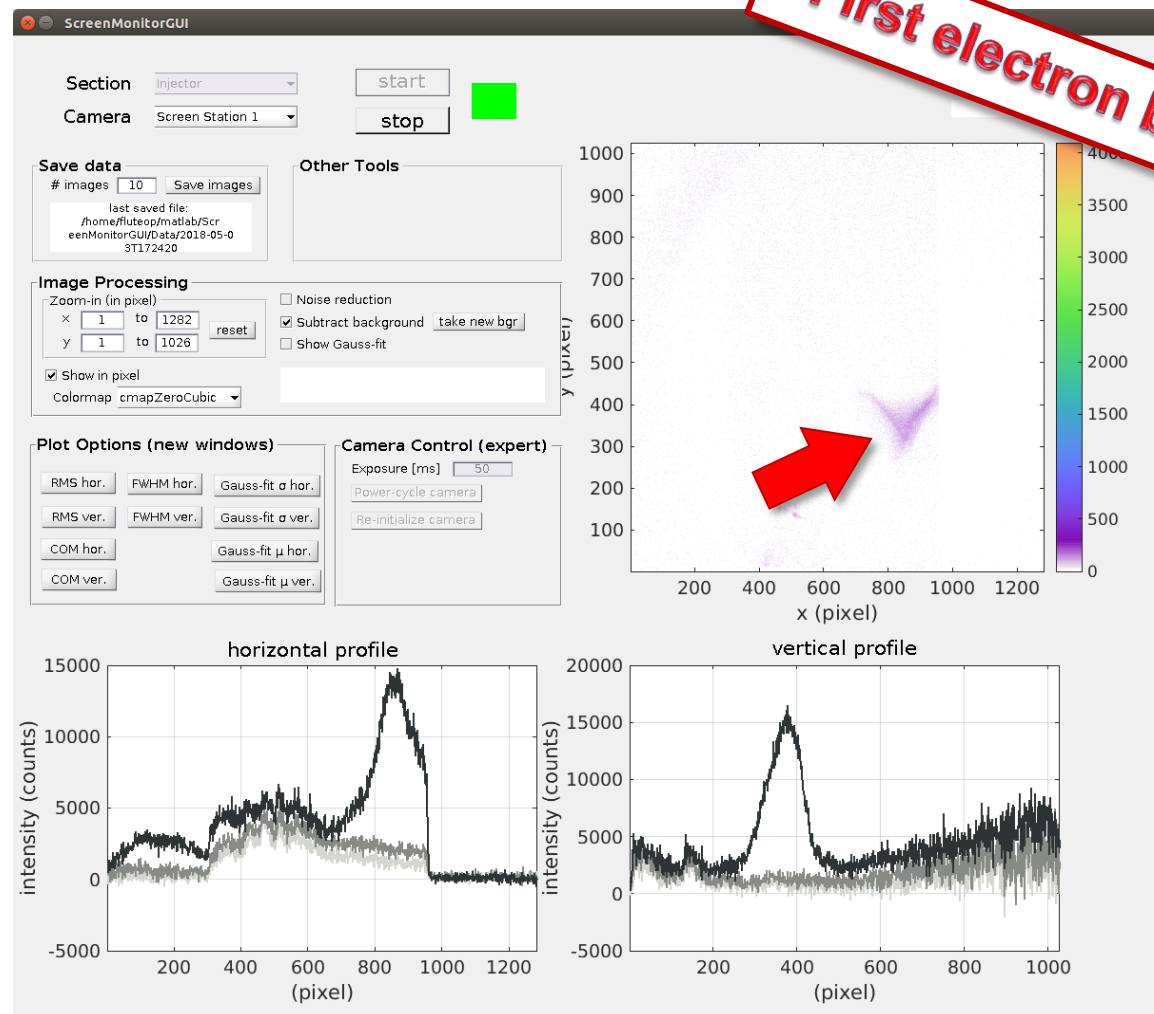 ScreenMonitorGUI
First electron
Section Injector start
Camera Screen Station 1 stop
Save data
# images 10 Save images
last saved file:
/home/fluteop/matlab/Scr
eenMonitorGUI/Data/2018-05-0
3T172420
Other Tools
Image Processing
Zoom-in (in pixel)
x 1 to 1282
y 1 to 1026
reset
Noise reduction
Subtract background take new bgr
Show Gauss-fit
Show in pixel
Colormap cmapZeroCubic
Plot Options (new windows)
RMS hor. FWHM hor. Gauss-fit σ hor.
RMS ver. FWHM ver. Gauss-fit σ ver.
COM hor. Gauss-fit μ hor.
COM ver. Gauss-fit μ ver.
Camera Control (expert)
Exposure [ms] 50
Power-cycle camera
Re-initialize camera
1000
900
800
700
600
500
400
300
200
100
y (pixel)
200 400 600 800 1000 1200
x (pixel)
3500
3000
2500
2000
1500
1000
500
0
horizontal profile
15000
10000
5000
0
-5000
intensity (counts)
200 400 600 800 1000 1200
(pixel)
vertical profile
20000
15000
10000
5000
0
-5000
intensity (counts)
200 400 600 800 1000
(pixel)